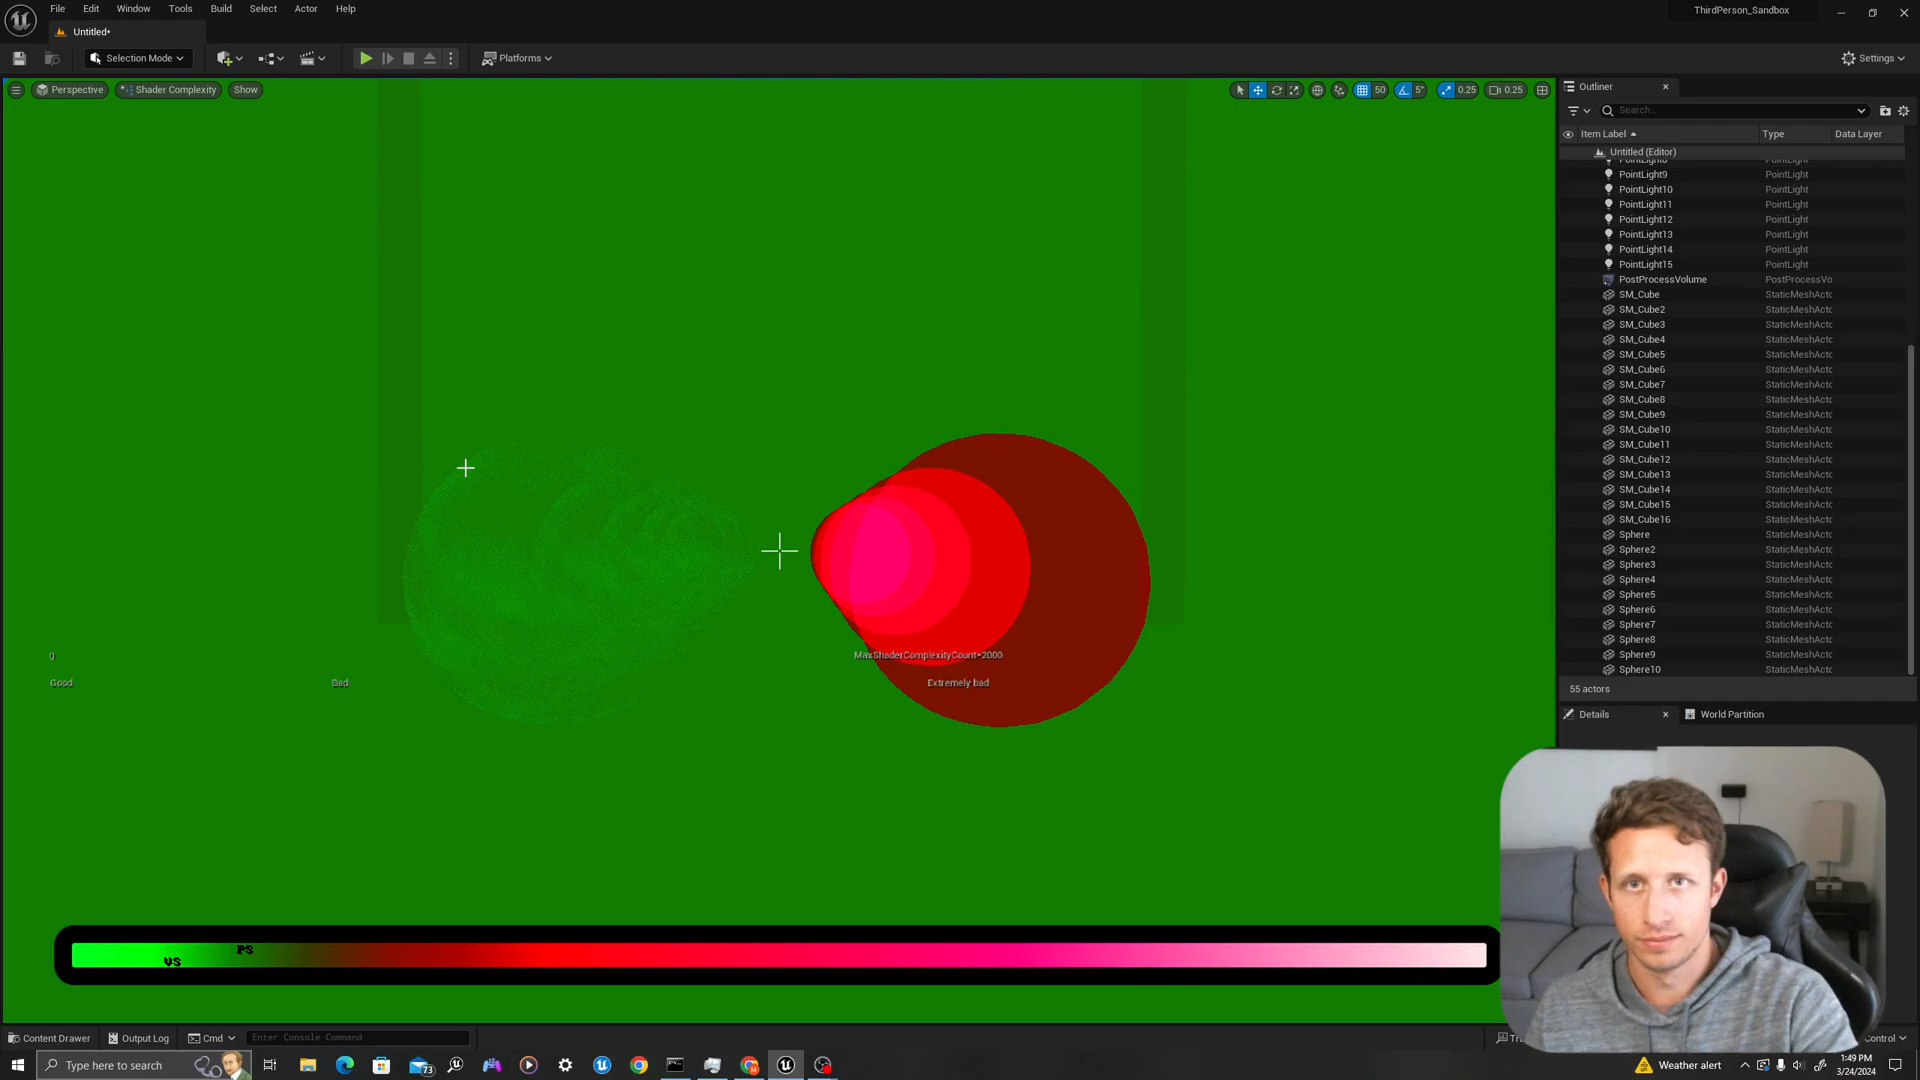 File Edit Window Tools Build Select Actor Help
ThirdPerson_Sandbox
Untitled*
Selection Mode
Platforms
Settings
Perspective
Shader Complexity
Show
50
5°
0.25
0.25
Outliner
Search...
Item Label Type Data Layer
Untitled (Editor)
PointLight8 PointLight
PointLight9 PointLight
PointLight10 PointLight
PointLight11 PointLight
PointLight12 PointLight
PointLight13 PointLight
PointLight14 PointLight
PointLight15 PointLight
PostProcessVolume PostProcessVo
SM_Cube StaticMeshActo
SM_Cube2 StaticMeshActo
SM_Cube3 StaticMeshActo
SM_Cube4 StaticMeshActo
SM_Cube5 StaticMeshActo
SM_Cube6 StaticMeshActo
SM_Cube7 StaticMeshActo
SM_Cube8 StaticMeshActo
SM_Cube9 StaticMeshActo
SM_Cube10 StaticMeshActo
SM_Cube11 StaticMeshActo
SM_Cube12 StaticMeshActo
SM_Cube13 StaticMeshActo
SM_Cube14 StaticMeshActo
SM_Cube15 StaticMeshActo
SM_Cube16 StaticMeshActo
Sphere StaticMeshActo
Sphere2 StaticMeshActo
Sphere3 StaticMeshActo
Sphere4 StaticMeshActo
Sphere5 StaticMeshActo
Sphere6 StaticMeshActo
Sphere7 StaticMeshActo
Sphere8 StaticMeshActo
Sphere9 StaticMeshActo
Sphere10 StaticMeshActo
55 actors
Details
World Partition
0
MaxShaderComplexityCount=2000
Good
Bad
Extremely bad
PS
VS
Content Drawer
Output Log
Cmd
Enter Console Command
Control
Type here to search
73
Weather alert
1:49 PM
3/24/2024